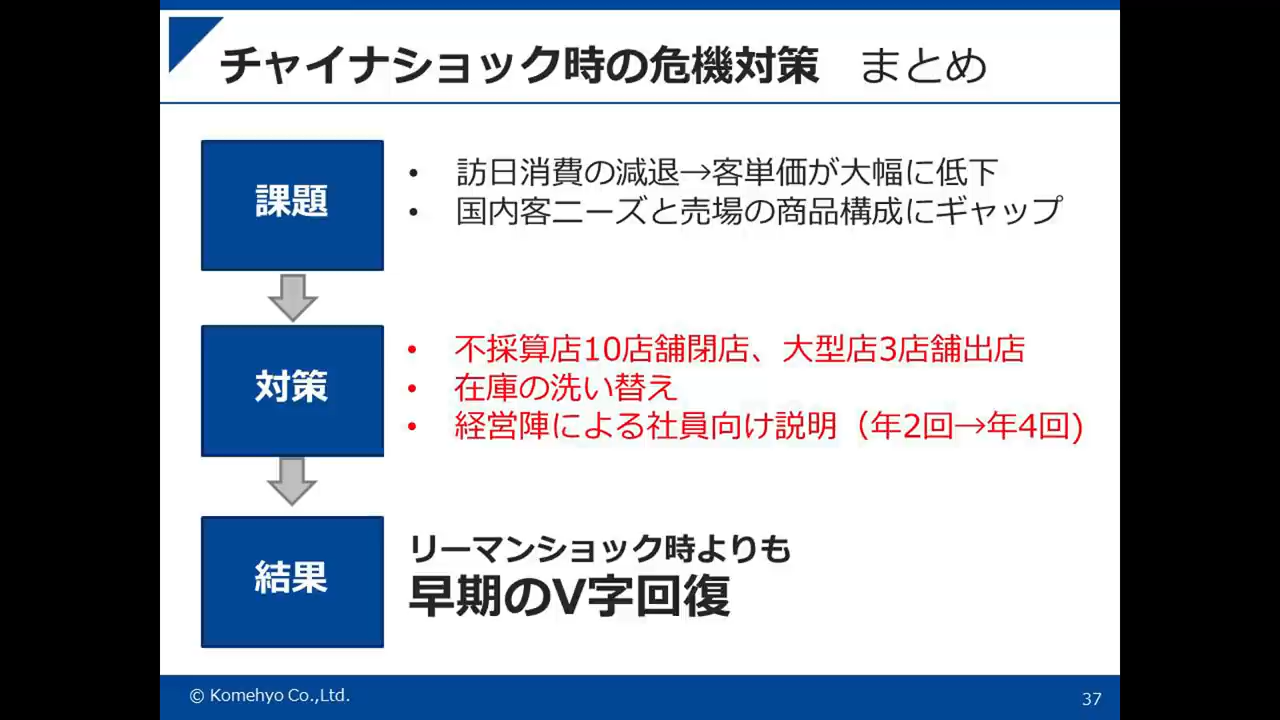 チャイナショック時の危機対策　まとめ
課題
• 訪日消費の減退→客単価が大幅に低下
• 国内客ニーズと売場の商品構成にギャップ
対策
• 不採算店10店舗閉店、大型店3店舗出店
• 在庫の洗い替え
• 経営陣による社員向け説明（年2回→年4回)
結果
リーマンショック時よりも
早期のV字回復
© Komehyo Co.,Ltd.
37